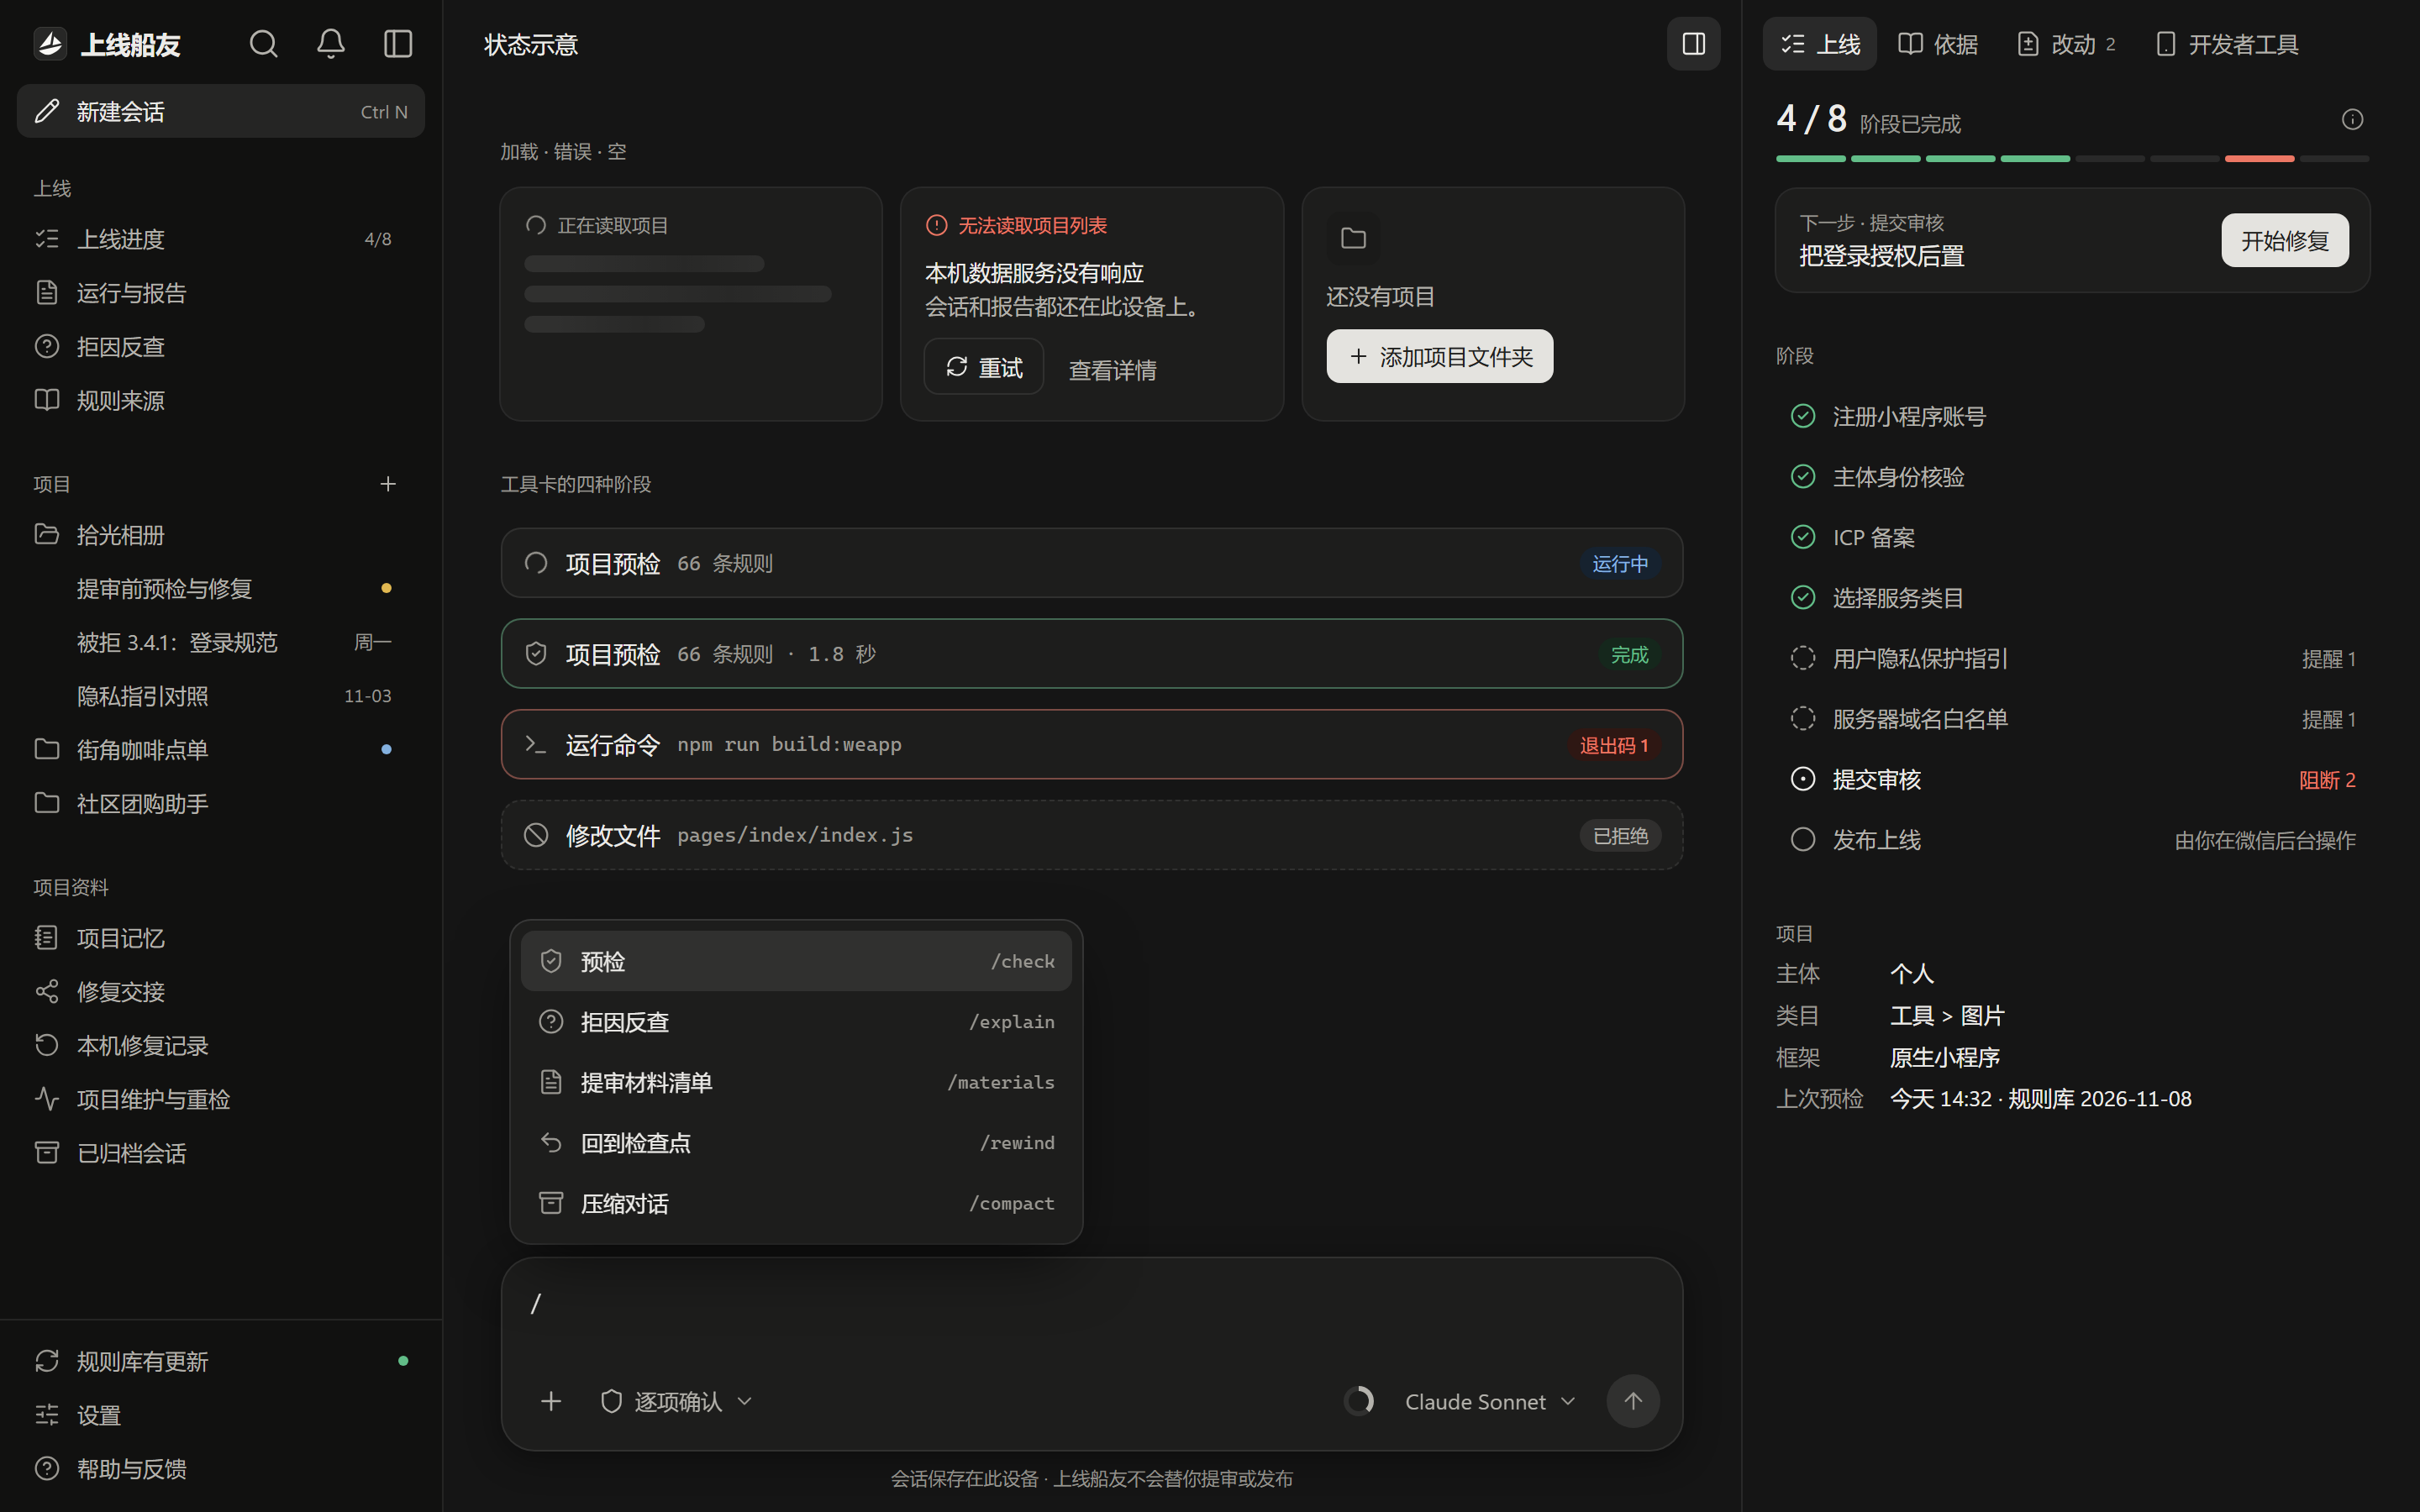 上线船友
新建会话 Ctrl N
上线
上线进度 4/8
运行与报告
拒因反查
规则来源
项目
拾光相册
提审前预检与修复
被拒 3.4.1：登录规范 周一
隐私指引对照 11-03
街角咖啡点单
社区团购助手
项目资料
项目记忆
修复交接
本机修复记录
项目维护与重检
已归档会话
规则库有更新
设置
帮助与反馈
状态示意
加载 · 错误 · 空
正在读取项目
无法读取项目列表
本机数据服务没有响应
会话和报告都还在此设备上。
重试 查看详情
还没有项目
添加项目文件夹
工具卡的四种阶段
项目预检 66 条规则 运行中
项目预检 66 条规则 · 1.8 秒 完成
运行命令 npm run build:weapp 退出码 1
修改文件 pages/index/index.js 已拒绝
预检 /check
拒因反查 /explain
提审材料清单 /materials
回到检查点 /rewind
压缩对话 /compact
/
逐项确认 Claude Sonnet
会话保存在此设备 · 上线船友不会替你提审或发布
上线 依据 改动 2 开发者工具
4/8 阶段已完成
下一步 · 提交审核
把登录授权后置
开始修复
阶段
注册小程序账号
主体身份核验
ICP 备案
选择服务类目
用户隐私保护指引 提醒 1
服务器域名白名单 提醒 1
提交审核 阻断 2
发布上线 由你在微信后台操作
项目
主体 个人
类目 工具 > 图片
框架 原生小程序
上次预检 今天 14:32 · 规则库 2026-11-08